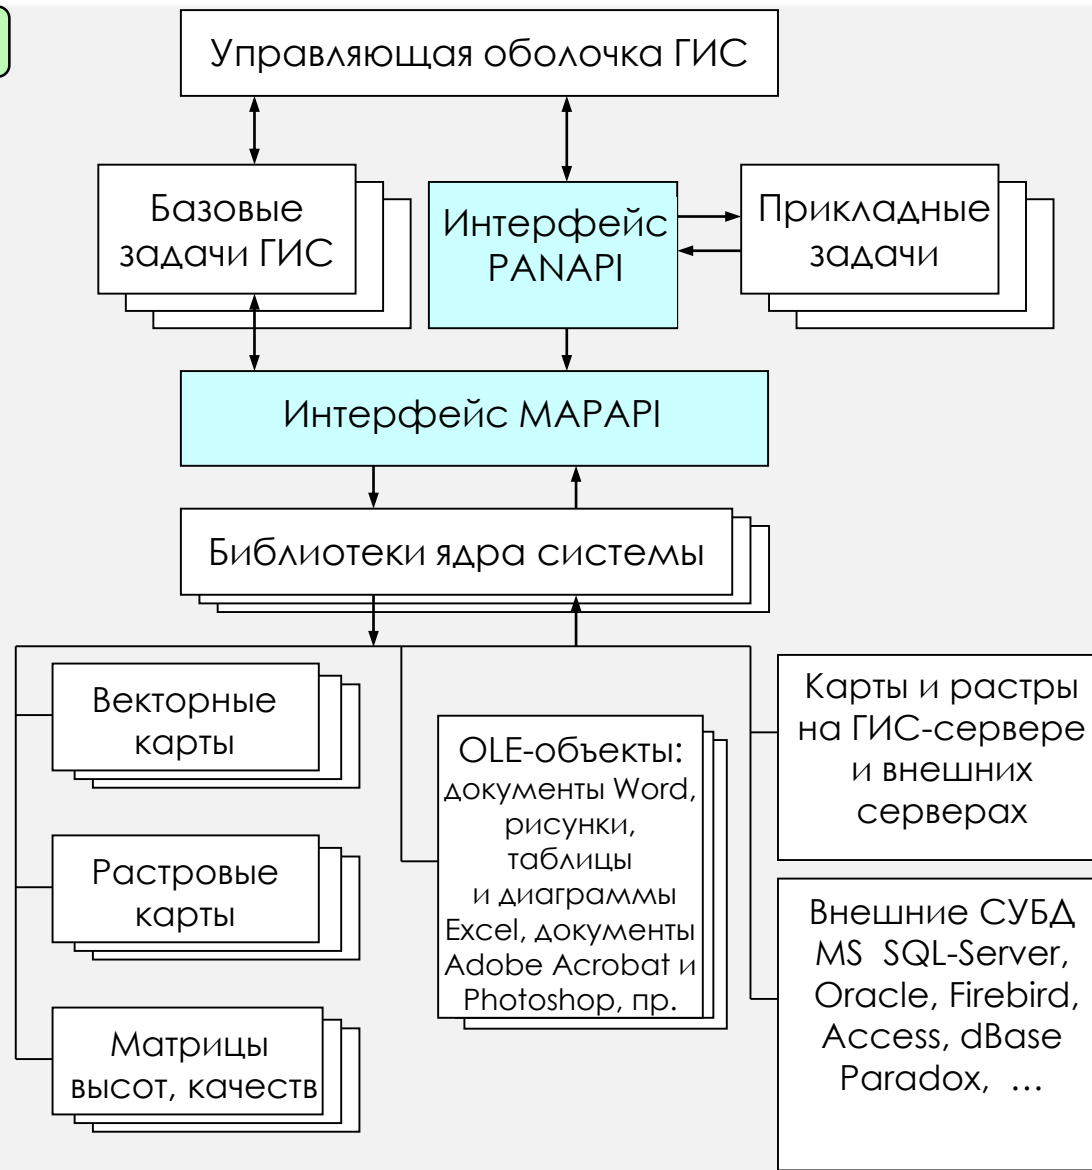 Управляющая оболочка ГИС
Базовые
задачи ГИС
Интерфейс
PANAPI
Прикладные
задачи
Интерфейс MAPAPI
Библиотеки ядра системы
Векторные
карты
Растровые
карты
Матрицы
высот, качеств
OLE-объекты:
документы Word,
рисунки,
таблицы
и диаграммы
Excel, документы
Adobe Acrobat и
Photoshop, пр.
Карты и растры
на ГИС-сервере
и внешних
серверах
Внешние СУБД
MS SQL-Server,
Oracle, Firebird,
Access, dBase
Paradox, ...